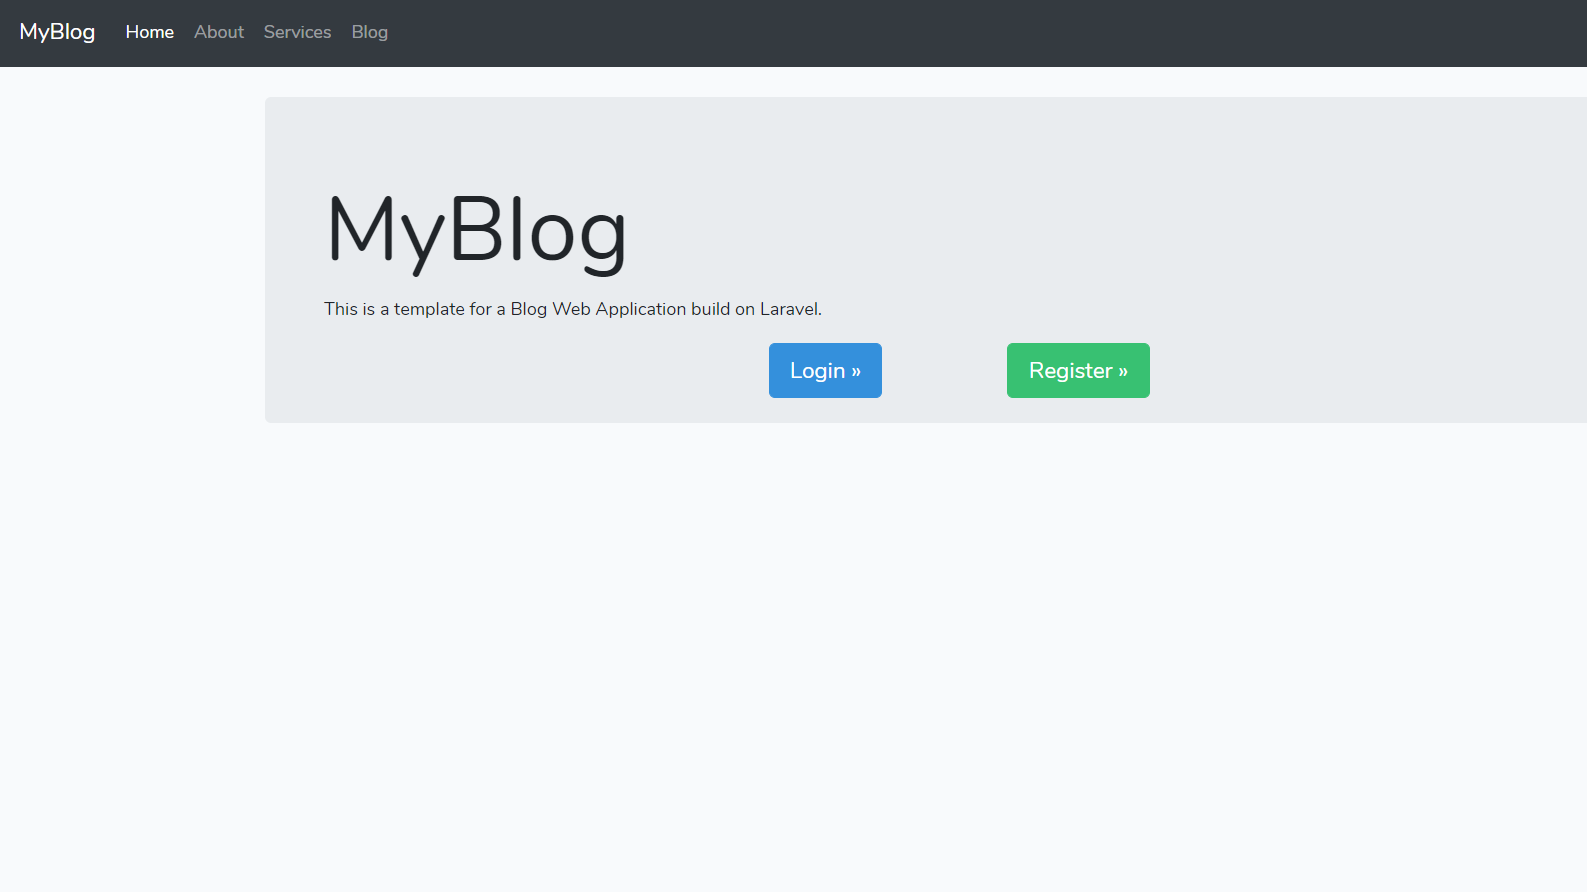 MyBlog Home About Services Blog
MyBlog
This is a template for a Blog Web Application build on Laravel.
Login » Register »